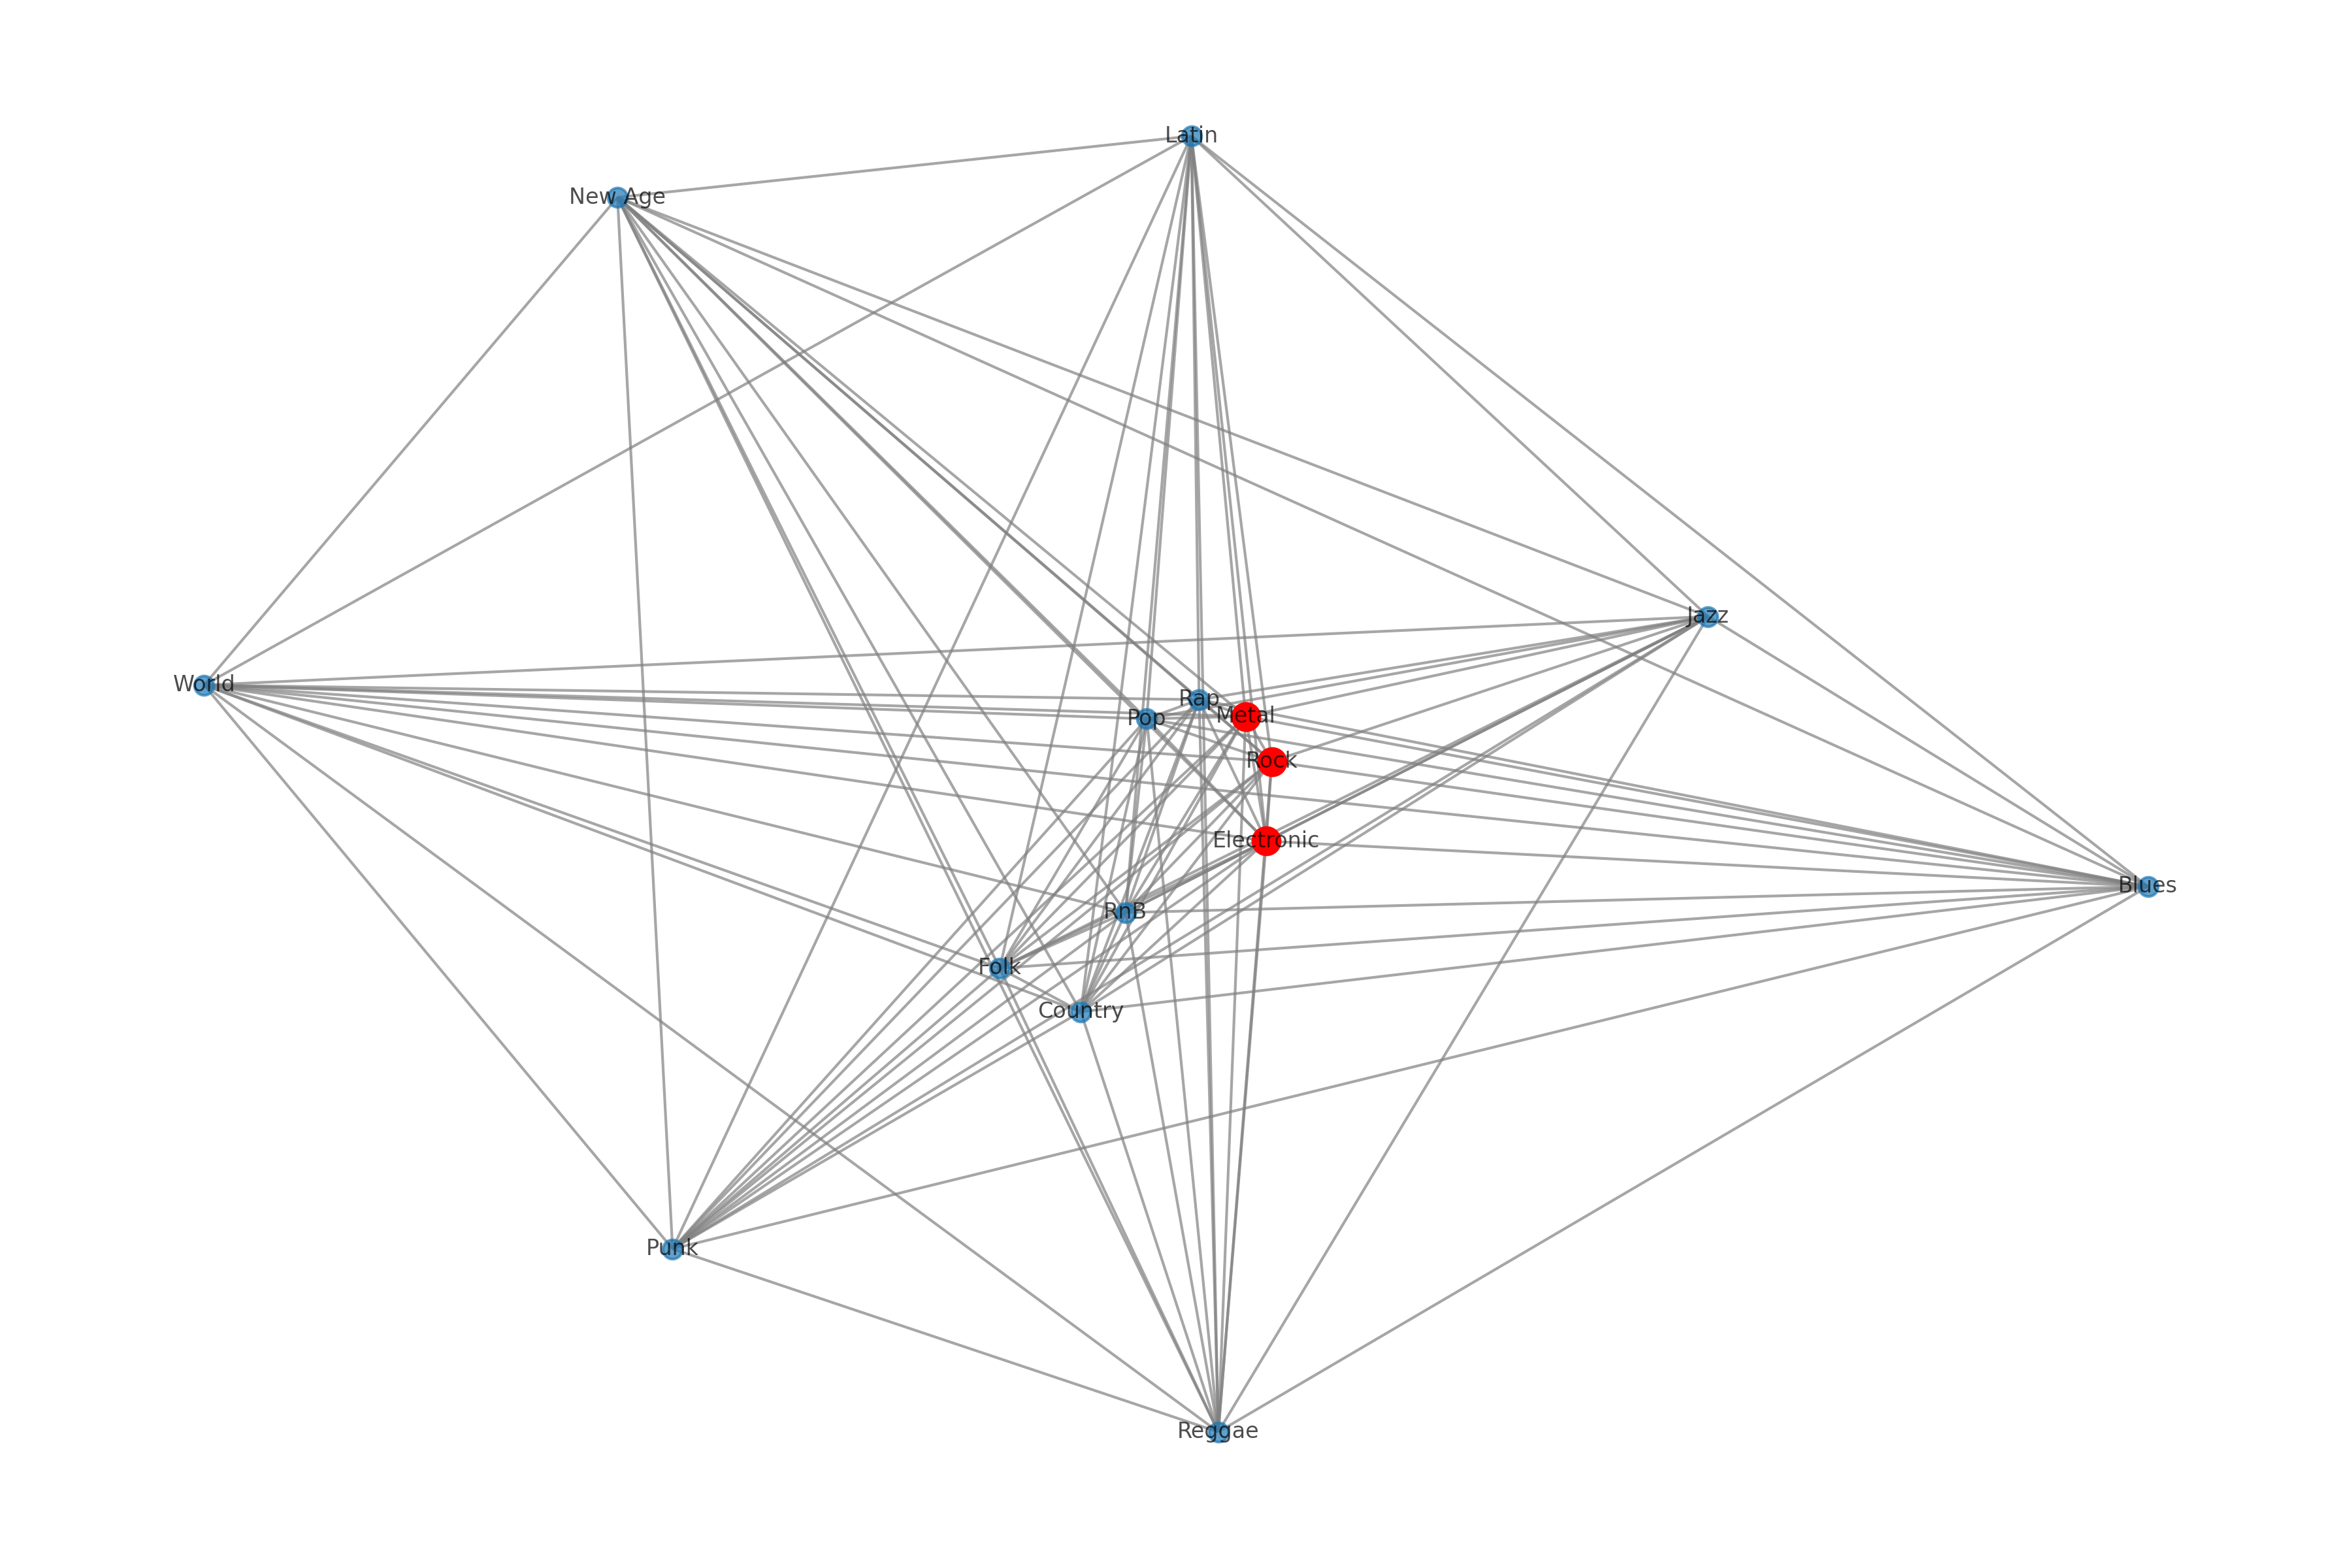 Latin
New Age
Jazz
World
Rap
Metal
Pop
Rock
Electronic
Blues
RnB
Folk
Country
Punk
Reggae